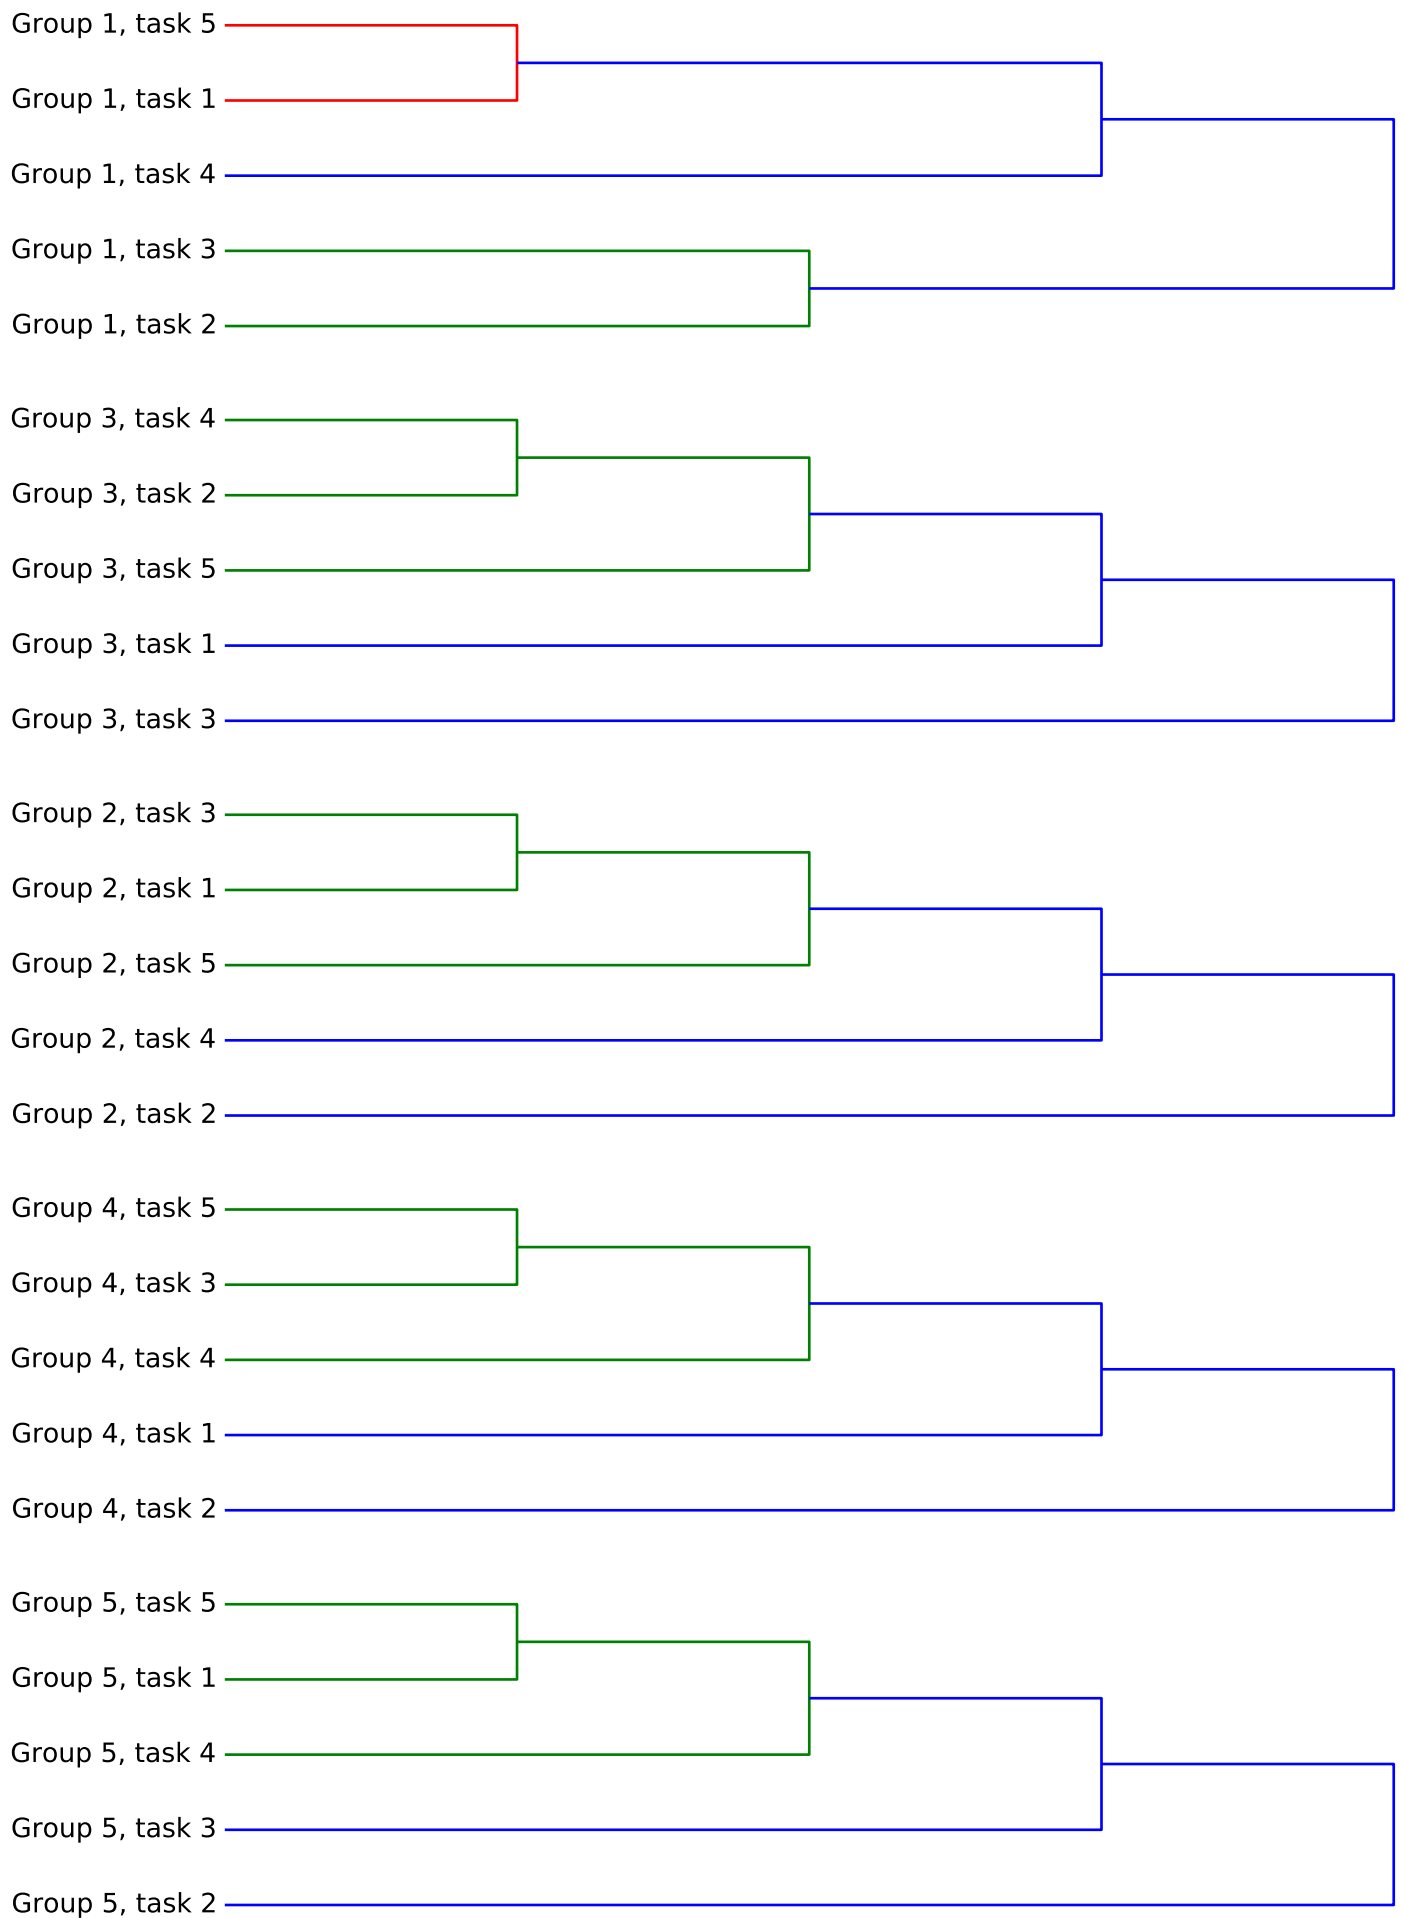 Group 1, task 5
Group 1, task 1
Group 1, task 4
Group 1, task 3
Group 1, task 2
Group 3, task 4
Group 3, task 2
Group 3, task 5
Group 3, task 1
Group 3, task 3
Group 2, task 3
Group 2, task 1
Group 2, task 5
Group 2, task 4
Group 2, task 2
Group 4, task 5
Group 4, task 3
Group 4, task 4
Group 4, task 1
Group 4, task 2
Group 5, task 5
Group 5, task 1
Group 5, task 4
Group 5, task 3
Group 5, task 2